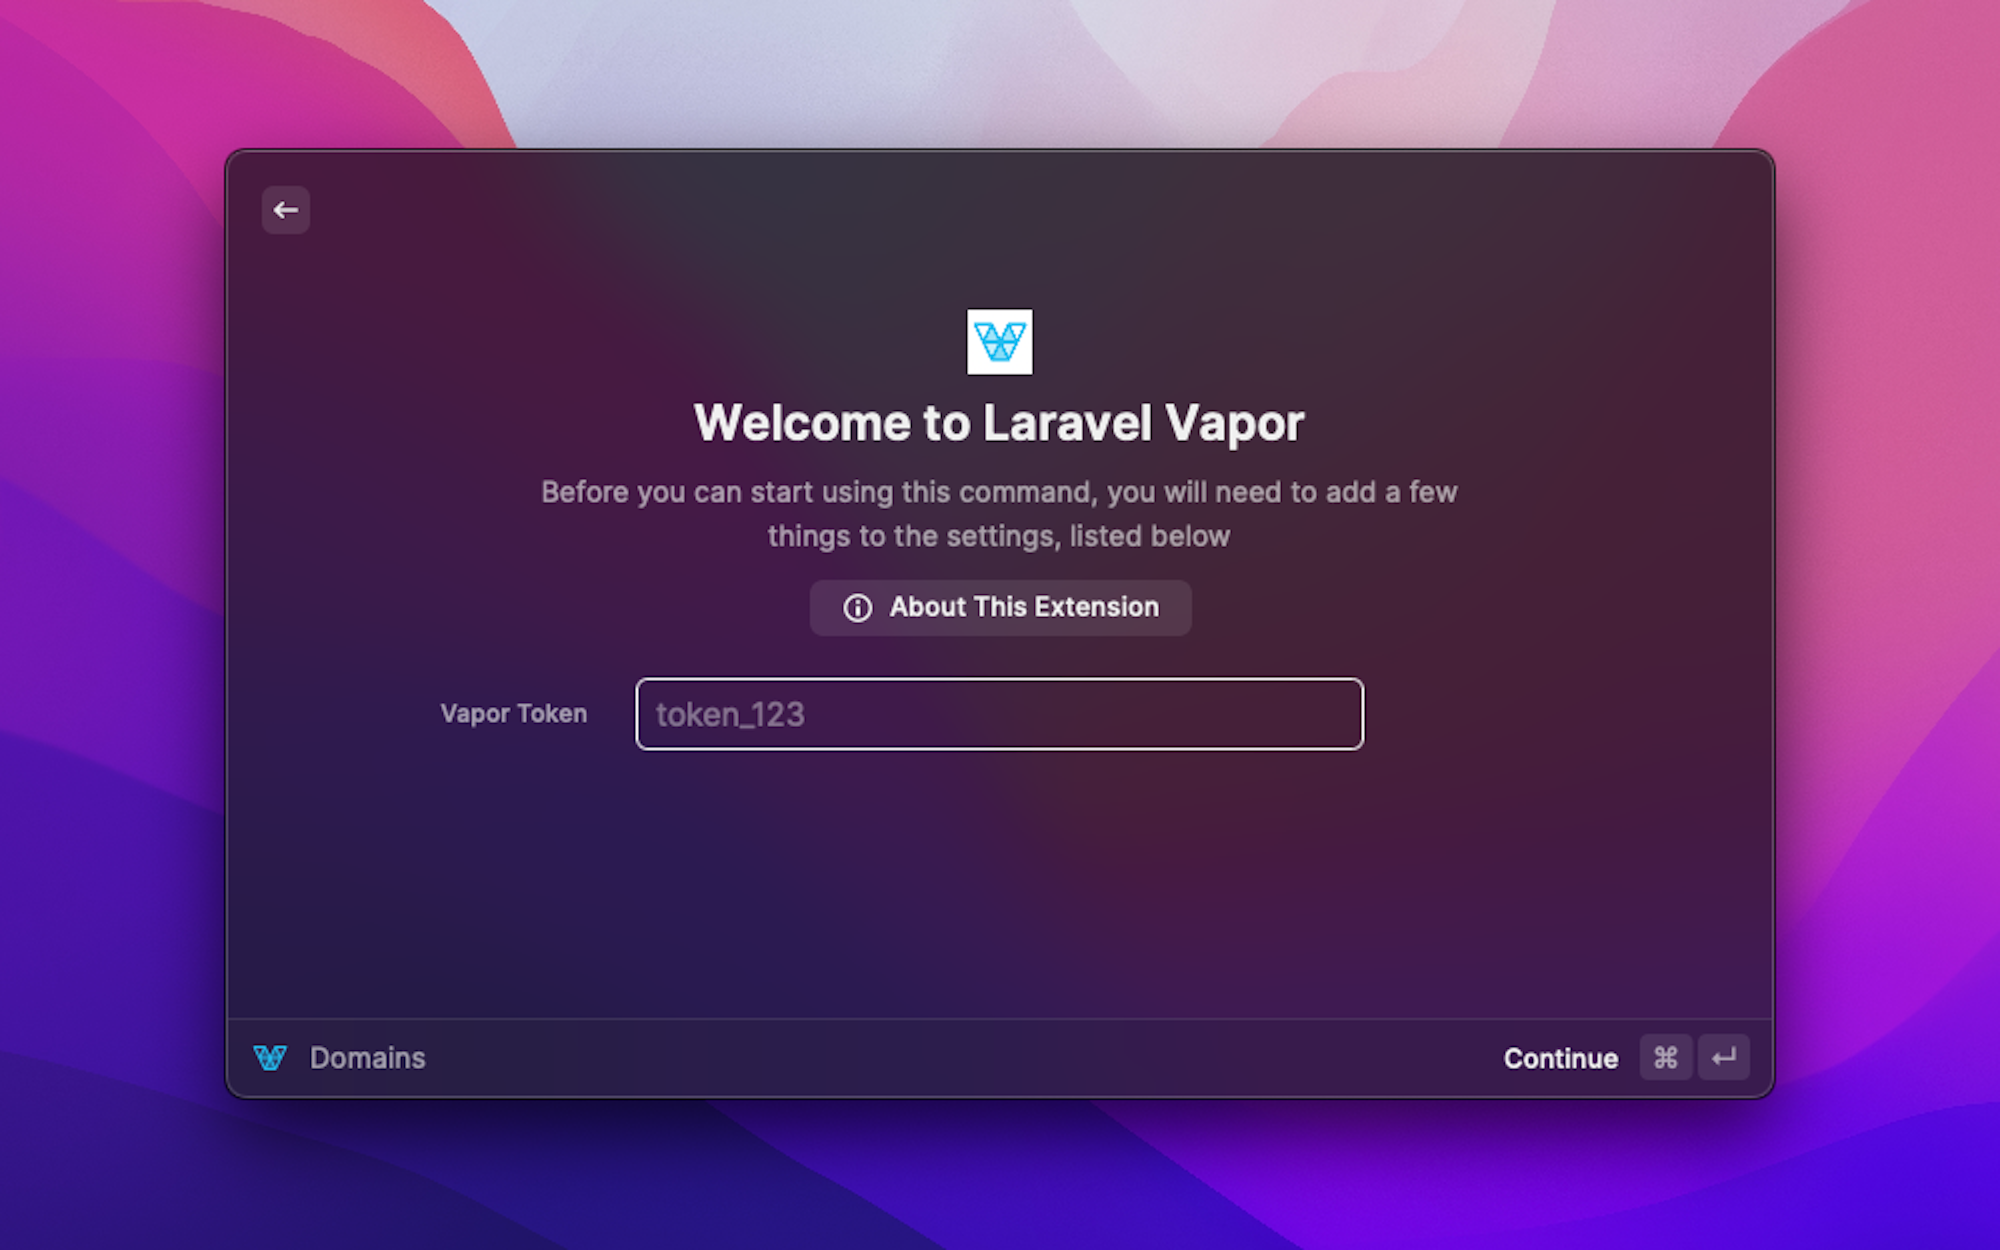 Welcome to Laravel Vapor
Before you can start using this command, you will need to add a few
things to the settings, listed below
About This Extension
Vapor Token
token_123
Domains
Continue ⌘ ↵